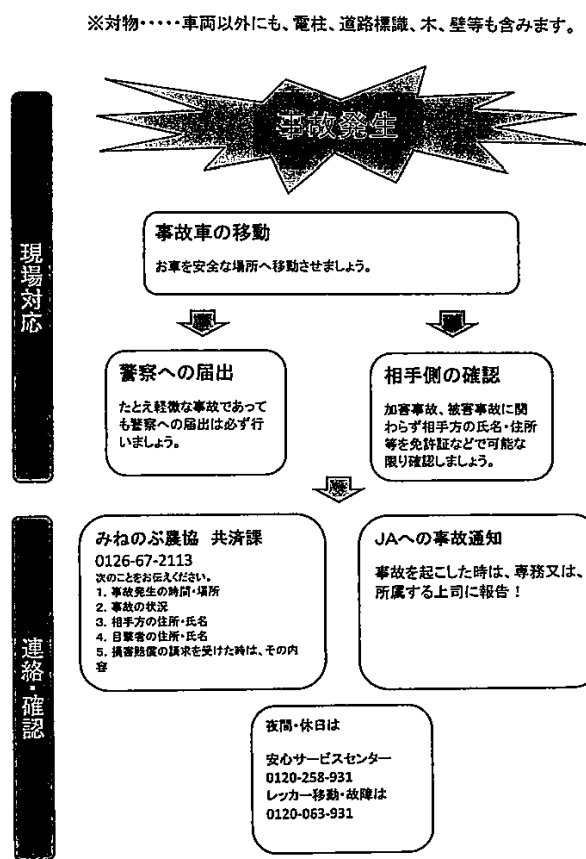 ※対物・・・・・車両以外にも、電柱、道路標識、木、壁等も含みます。
事故発生
現場対応
事故車の移動
お車を安全な場所へ移動させましょう。
警察への届出
たとえ軽微な事故であって
も警察への届出は必ず行
いましょう。
相手側の確認
加害事故、被害事故に関
わらず相手方の氏名・住所
等を免許証などで可能な
限り確認しましょう。
連絡・確認
みねのぶ農協 共済課
0126-67-2113
次のことをお伝えください。
1. 事故発生の時間・場所
2. 事故の状況
3. 相手方の住所・氏名
4. 目撃者の住所・氏名
5. 損害賠償の請求を受けた時は、その内
容
JAへの事故通知
事故を起こした時は、専務又は、
所属する上司に報告！
夜間・休日は
安心サービスセンター
0120-258-931
レッカー移動・故障は
0120-063-931